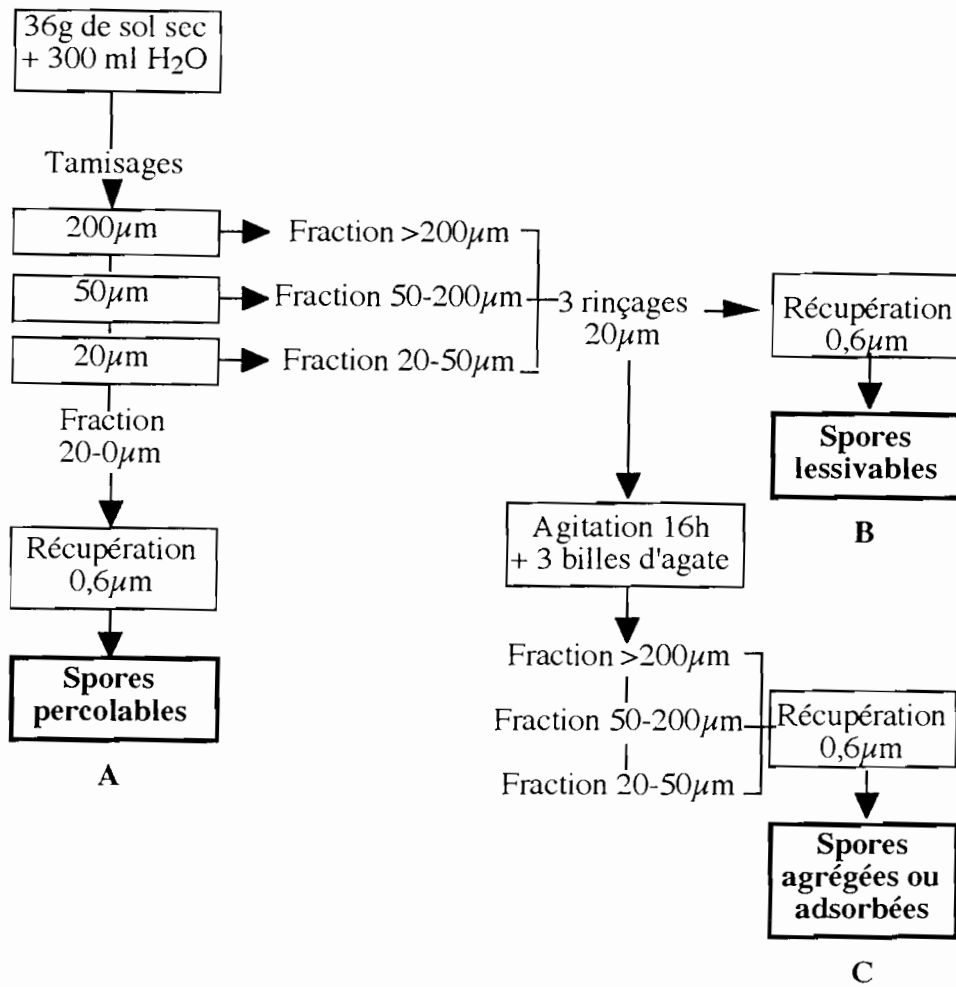 36g de sol sec
+ 300 ml H₂O
Tamisages
200µm
Fraction >200µm
50µm
Fraction 50-200µm
3 rinçages
20µm
Récupération
0,6µm
20µm
Fraction 20-50µm
Fraction
20-0µm
Spores
lessivables
B
Récupération
0,6µm
Agitation 16h
+ 3 billes d'agate
Spores
percolables
A
Fraction >200µm
Fraction 50-200µm
Fraction 20-50µm
Récupération
0,6µm
Spores
agrégées ou
adsorbées
C